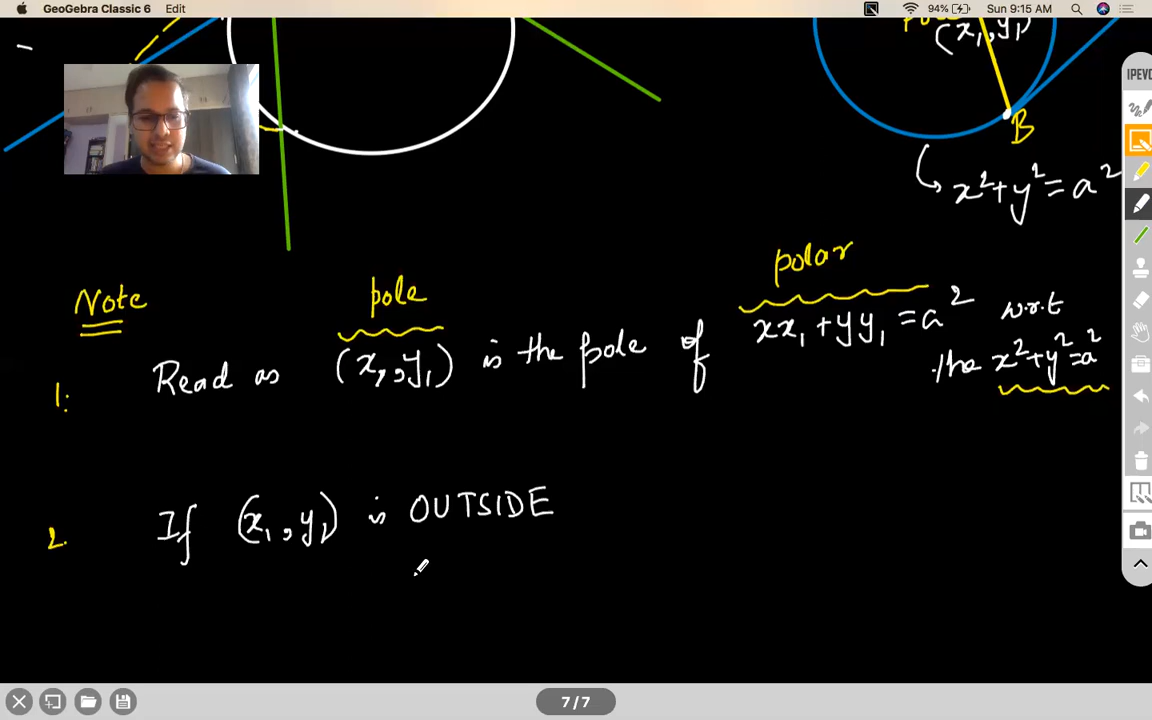 GeoGebra Classic 6 Edit 94% Sun 9:15 AM
(x₁, y₁)
IPEVO
B
x²+y²=a²
polar
Note
pole
xx₁+yy₁=a² w.r.t
1. Read as (x₁,y₁) is the pole of the x²+y²=a²
2. If (x₁,y₁) is OUTSIDE
7/7